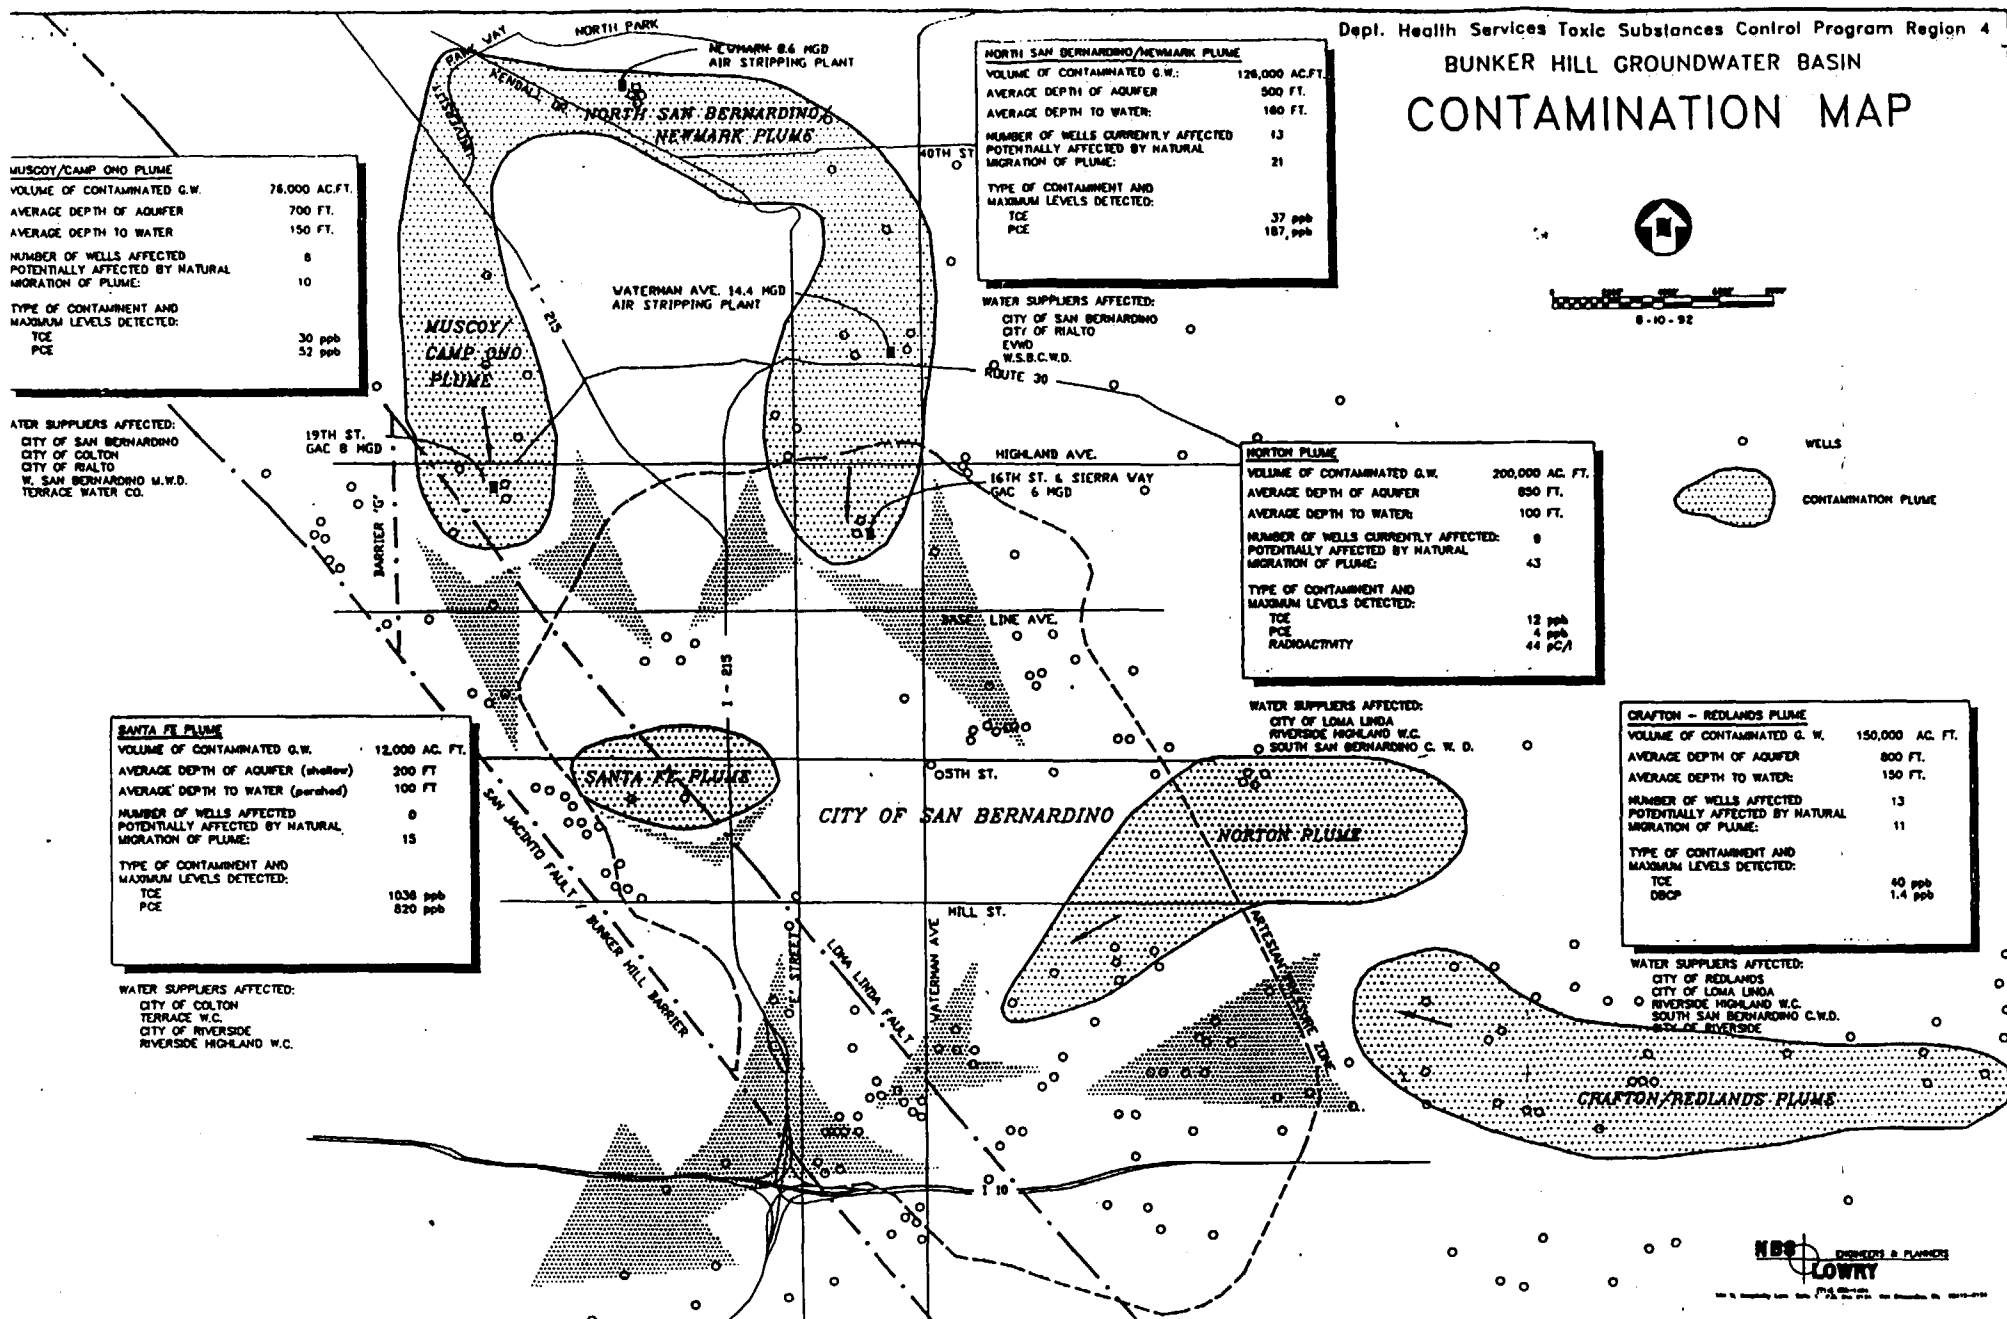 Dept. Health Services Toxic Substances Control Program Region 4
BUNKER HILL GROUNDWATER BASIN
CONTAMINATION MAP
NORTH PARK
PARK WAY
UNIVERSITY
KENDALL DR.
NEWMARK 8.6 MGD
AIR STRIPPING PLANT
NORTH SAN BERNARDINO/
NEWMARK PLUME
40TH ST
NORTH SAN BERNARDINO/NEWMARK PLUME
VOLUME OF CONTAMINATED G.W.: 126,000 AC.FT.
AVERAGE DEPTH OF AQUIFER 500 FT.
AVERAGE DEPTH TO WATER: 160 FT.
NUMBER OF WELLS CURRENTLY AFFECTED 13
POTENTIALLY AFFECTED BY NATURAL
MIGRATION OF PLUME: 21
TYPE OF CONTAMINENT AND
MAXIMUM LEVELS DETECTED:
TCE 37 ppb
PCE 187 ppb
WATER SUPPLIERS AFFECTED:
CITY OF SAN BERNARDINO
CITY OF RIALTO
EVWD
W.S.B.C.W.D.
MUSCOY/CAMP ONO PLUME
VOLUME OF CONTAMINATED G.W. 76,000 AC.FT.
AVERAGE DEPTH OF AQUIFER 700 FT.
AVERAGE DEPTH TO WATER 150 FT.
NUMBER OF WELLS AFFECTED 6
POTENTIALLY AFFECTED BY NATURAL
MIGRATION OF PLUME: 10
TYPE OF CONTAMINENT AND
MAXIMUM LEVELS DETECTED:
TCE 30 ppb
PCE 52 ppb
ATER SUPPLIERS AFFECTED:
CITY OF SAN BERNARDINO
CITY OF COLTON
CITY OF RIALTO
W. SAN BERNARDINO M.W.D.
TERRACE WATER CO.
WATERMAN AVE. 14.4 MGD
AIR STRIPPING PLANT
I - 215
MUSCOY/
CAMP ONO
PLUME
ROUTE 30
8-10-92
19TH ST.
GAC 8 MGD
BARRIER 'G'
HIGHLAND AVE.
16TH ST. & SIERRA WAY
GAC 6 MGD
BASE LINE AVE.
I - 215
WELLS
CONTAMINATION PLUME
NORTON PLUME
VOLUME OF CONTAMINATED G.W. 200,000 AC. FT.
AVERAGE DEPTH OF AQUIFER 850 FT.
AVERAGE DEPTH TO WATER: 100 FT.
NUMBER OF WELLS CURRENTLY AFFECTED: 9
POTENTIALLY AFFECTED BY NATURAL
MIGRATION OF PLUME: 43
TYPE OF CONTAMINENT AND
MAXIMUM LEVELS DETECTED:
TCE 12 ppb
PCE 4 ppb
RADIOACTIVITY 44 pC/l
WATER SUPPLIERS AFFECTED:
CITY OF LOMA LINDA
RIVERSIDE HIGHLAND W.C.
SOUTH SAN BERNARDINO C. W. D.
SANTA FE PLUME
VOLUME OF CONTAMINATED G.W. 12,000 AC. FT.
AVERAGE DEPTH OF AQUIFER (shallow) 200 FT
AVERAGE DEPTH TO WATER (perched) 100 FT
NUMBER OF WELLS AFFECTED 0
POTENTIALLY AFFECTED BY NATURAL
MIGRATION OF PLUME: 15
TYPE OF CONTAMINENT AND
MAXIMUM LEVELS DETECTED:
TCE 1036 ppb
PCE 820 ppb
WATER SUPPLIERS AFFECTED:
CITY OF COLTON
TERRACE W.C.
CITY OF RIVERSIDE
RIVERSIDE HIGHLAND W.C.
SANTA FE PLUME
5TH ST.
CITY OF SAN BERNARDINO
NORTON PLUME
SAN JACINTO FAULT / BUNKER HILL BARRIER
MILL ST.
'E' STREET
LOMA LINDA FAULT
WATERMAN AVE
ARTESIAN PRESSURE ZONE
I 10
CRAFTON - REDLANDS PLUME
VOLUME OF CONTAMINATED G. W. 150,000 AC. FT.
AVERAGE DEPTH OF AQUIFER 800 FT.
AVERAGE DEPTH TO WATER: 150 FT.
NUMBER OF WELLS AFFECTED 13
POTENTIALLY AFFECTED BY NATURAL
MIGRATION OF PLUME: 11
TYPE OF CONTAMINENT AND
MAXIMUM LEVELS DETECTED:
TCE 40 ppb
DBCP 1.4 ppb
WATER SUPPLIERS AFFECTED:
CITY OF REDLANDS
CITY OF LOMA LINDA
RIVERSIDE HIGHLAND W.C.
SOUTH SAN BERNARDINO C.W.D.
CITY OF RIVERSIDE
CRAFTON/REDLANDS PLUME
NBS
LOWRY
ENGINEERS & PLANNERS